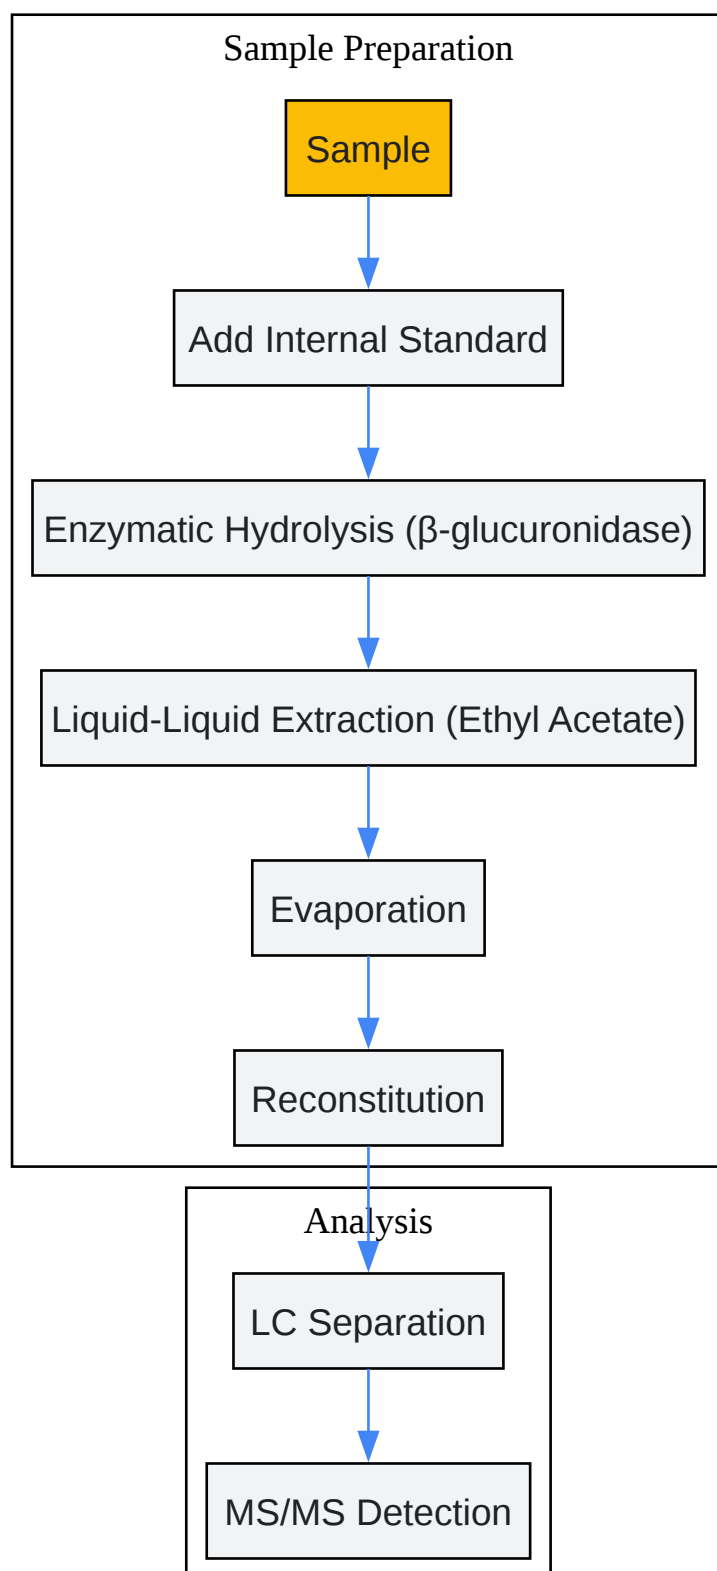 Sample Preparation
Sample
Add Internal Standard
Enzymatic Hydrolysis (β-glucuronidase)
Liquid-Liquid Extraction (Ethyl Acetate)
Evaporation
Reconstitution
Analysis
LC Separation
MS/MS Detection